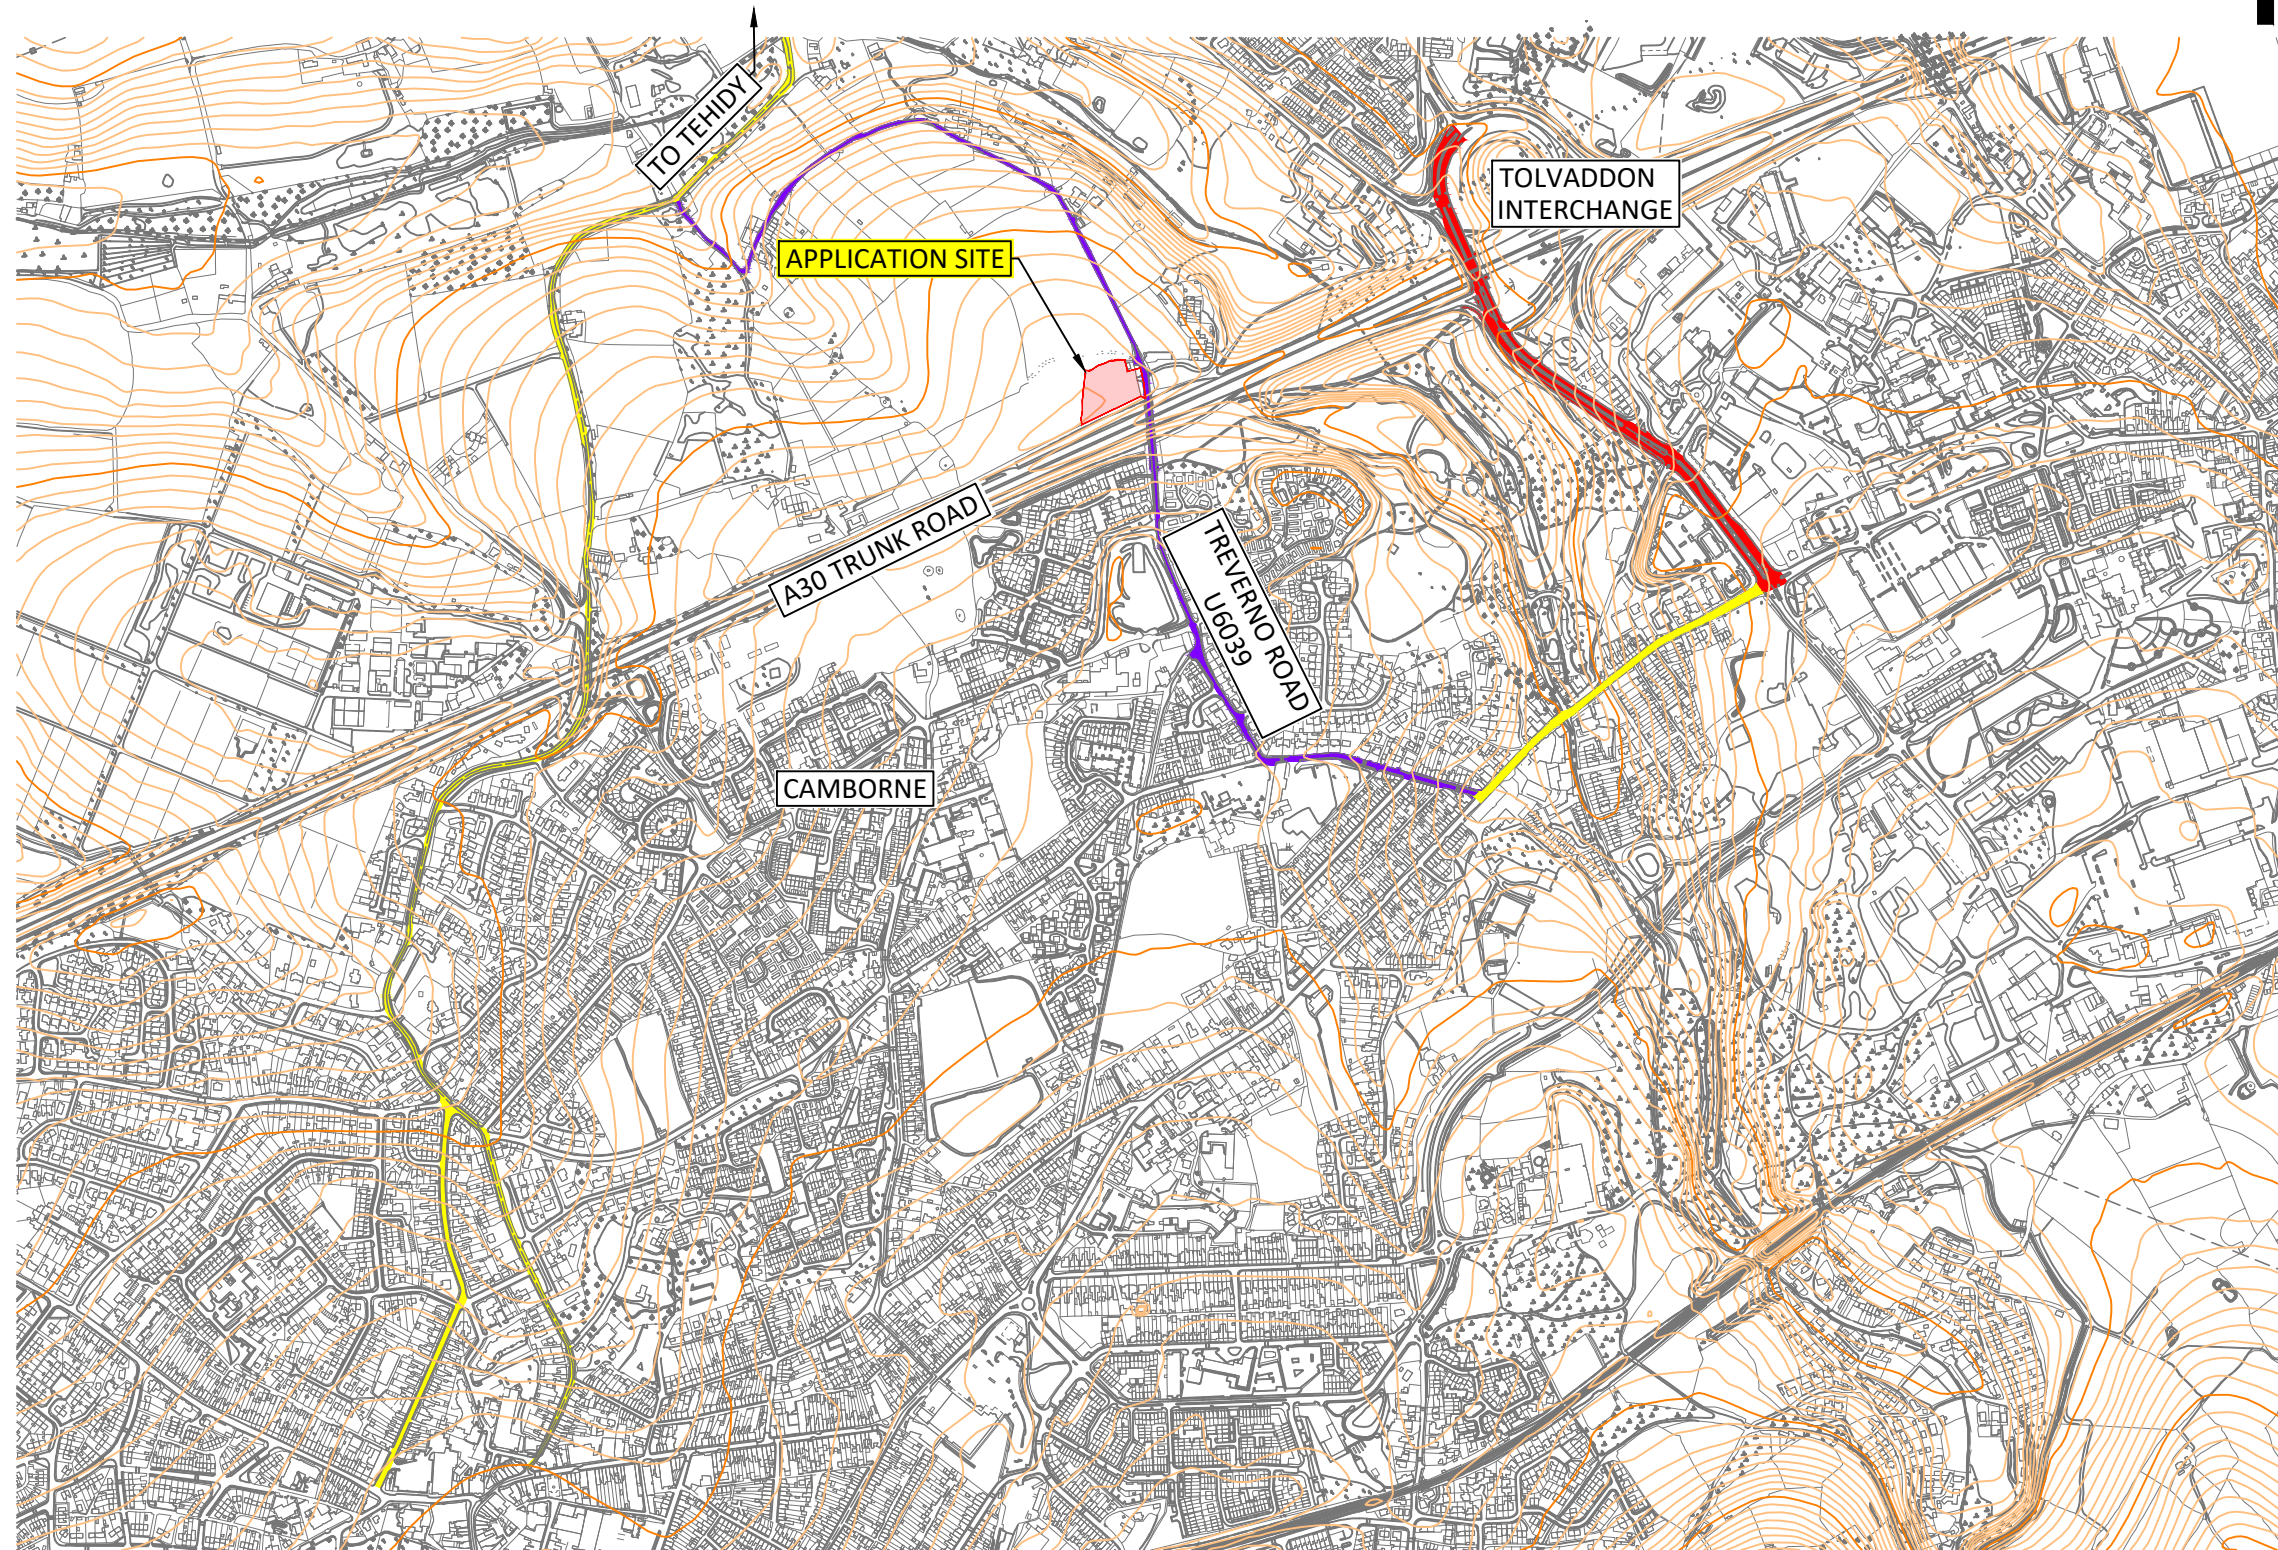 TO TEHIDY
TOLVADDON
INTERCHANGE
APPLICATION SITE
A30 TRUNK ROAD
TREVERNO ROAD
U6039
CAMBORNE